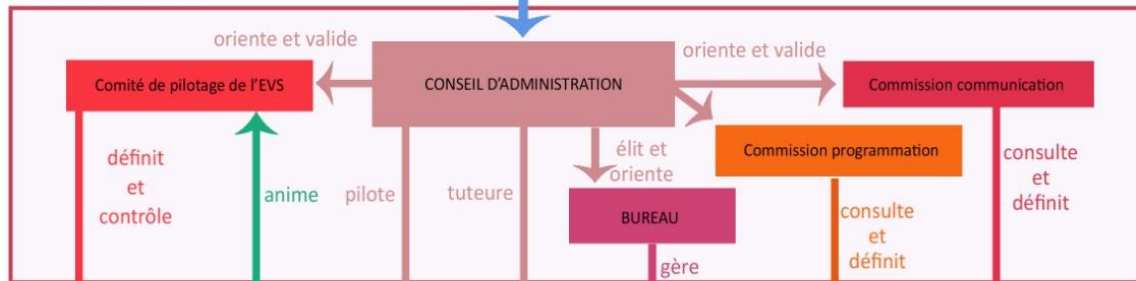 oriente et valide
oriente et valide
Comité de pilotage de l'EVS
CONSEIL D'ADMINISTRATION
Commission communication
définit
et
contrôle
anime
pilote
tuteure
élit et
oriente
Commission programmation
consulte
et
définit
BUREAU
consulte
et
définit
gère